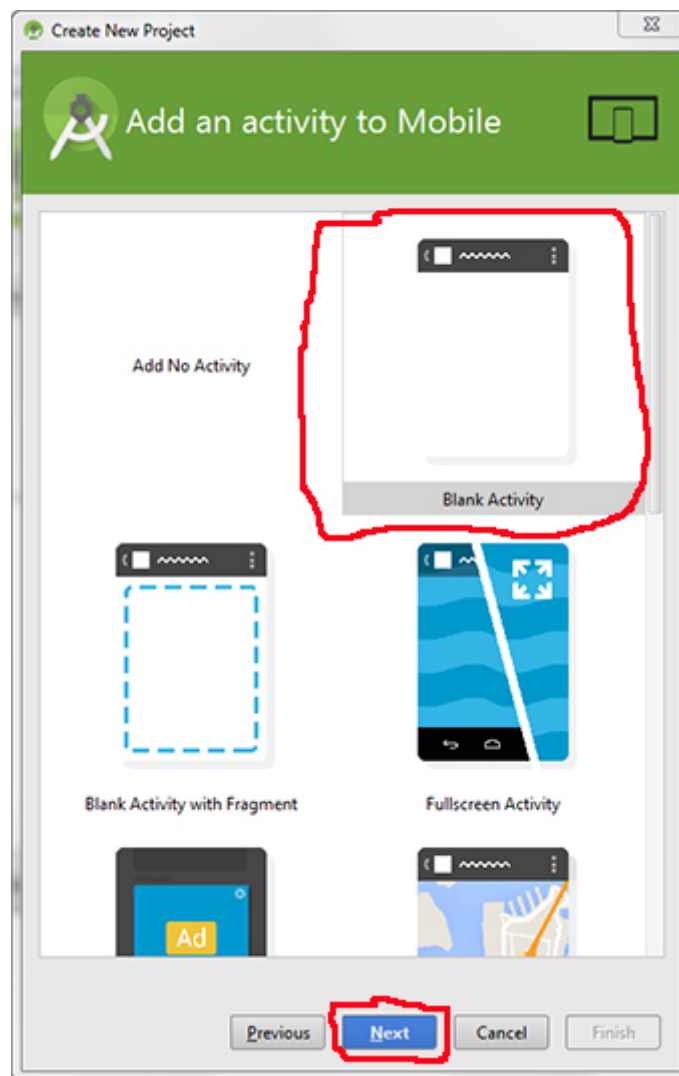 Create New Project
Add an activity to Mobile
Add No Activity
Blank Activity
Blank Activity with Fragment
Fullscreen Activity
Ad
Previous
Next
Cancel
Finish